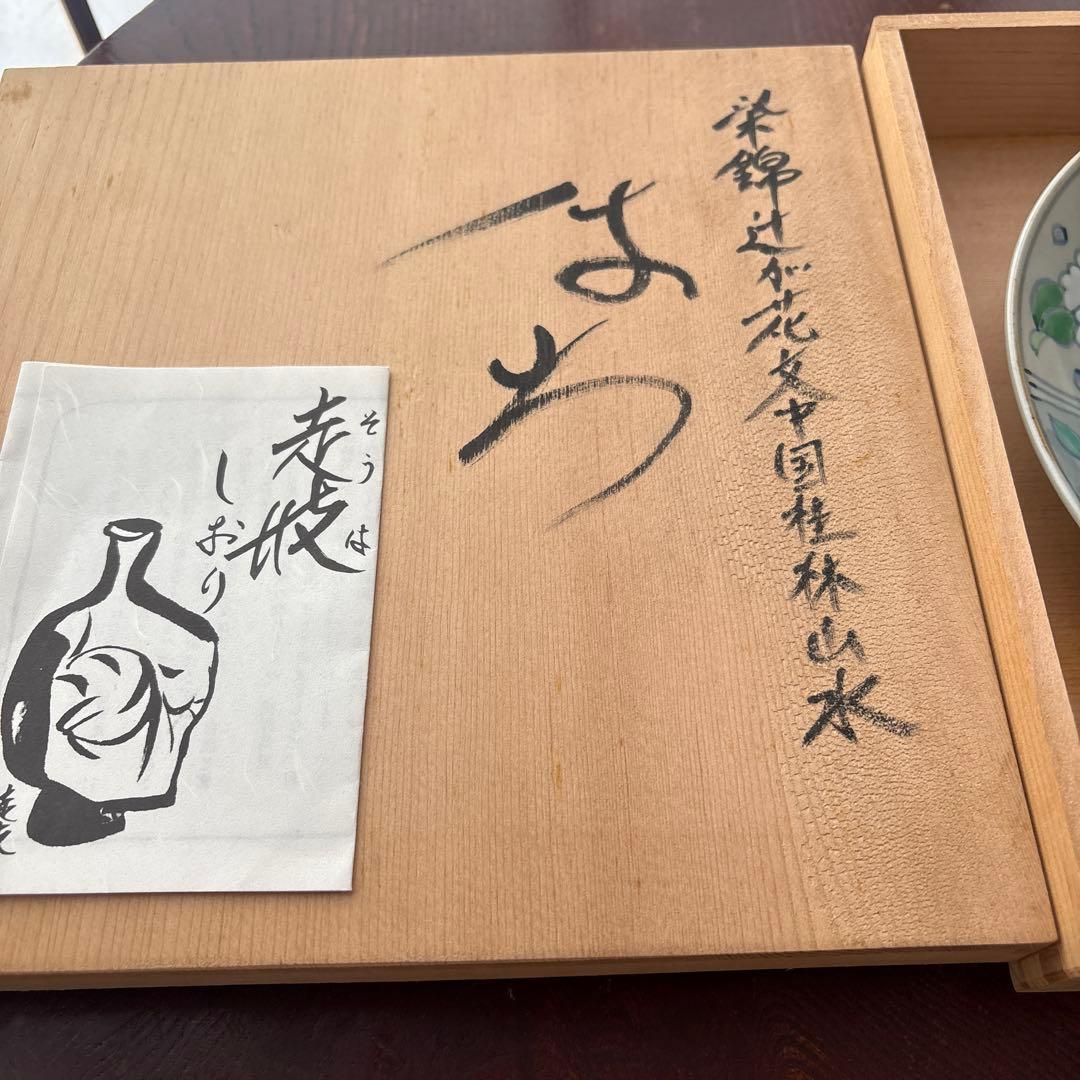 染錦辻が花文中国桂林山水
はち
走波
そうは
しおり